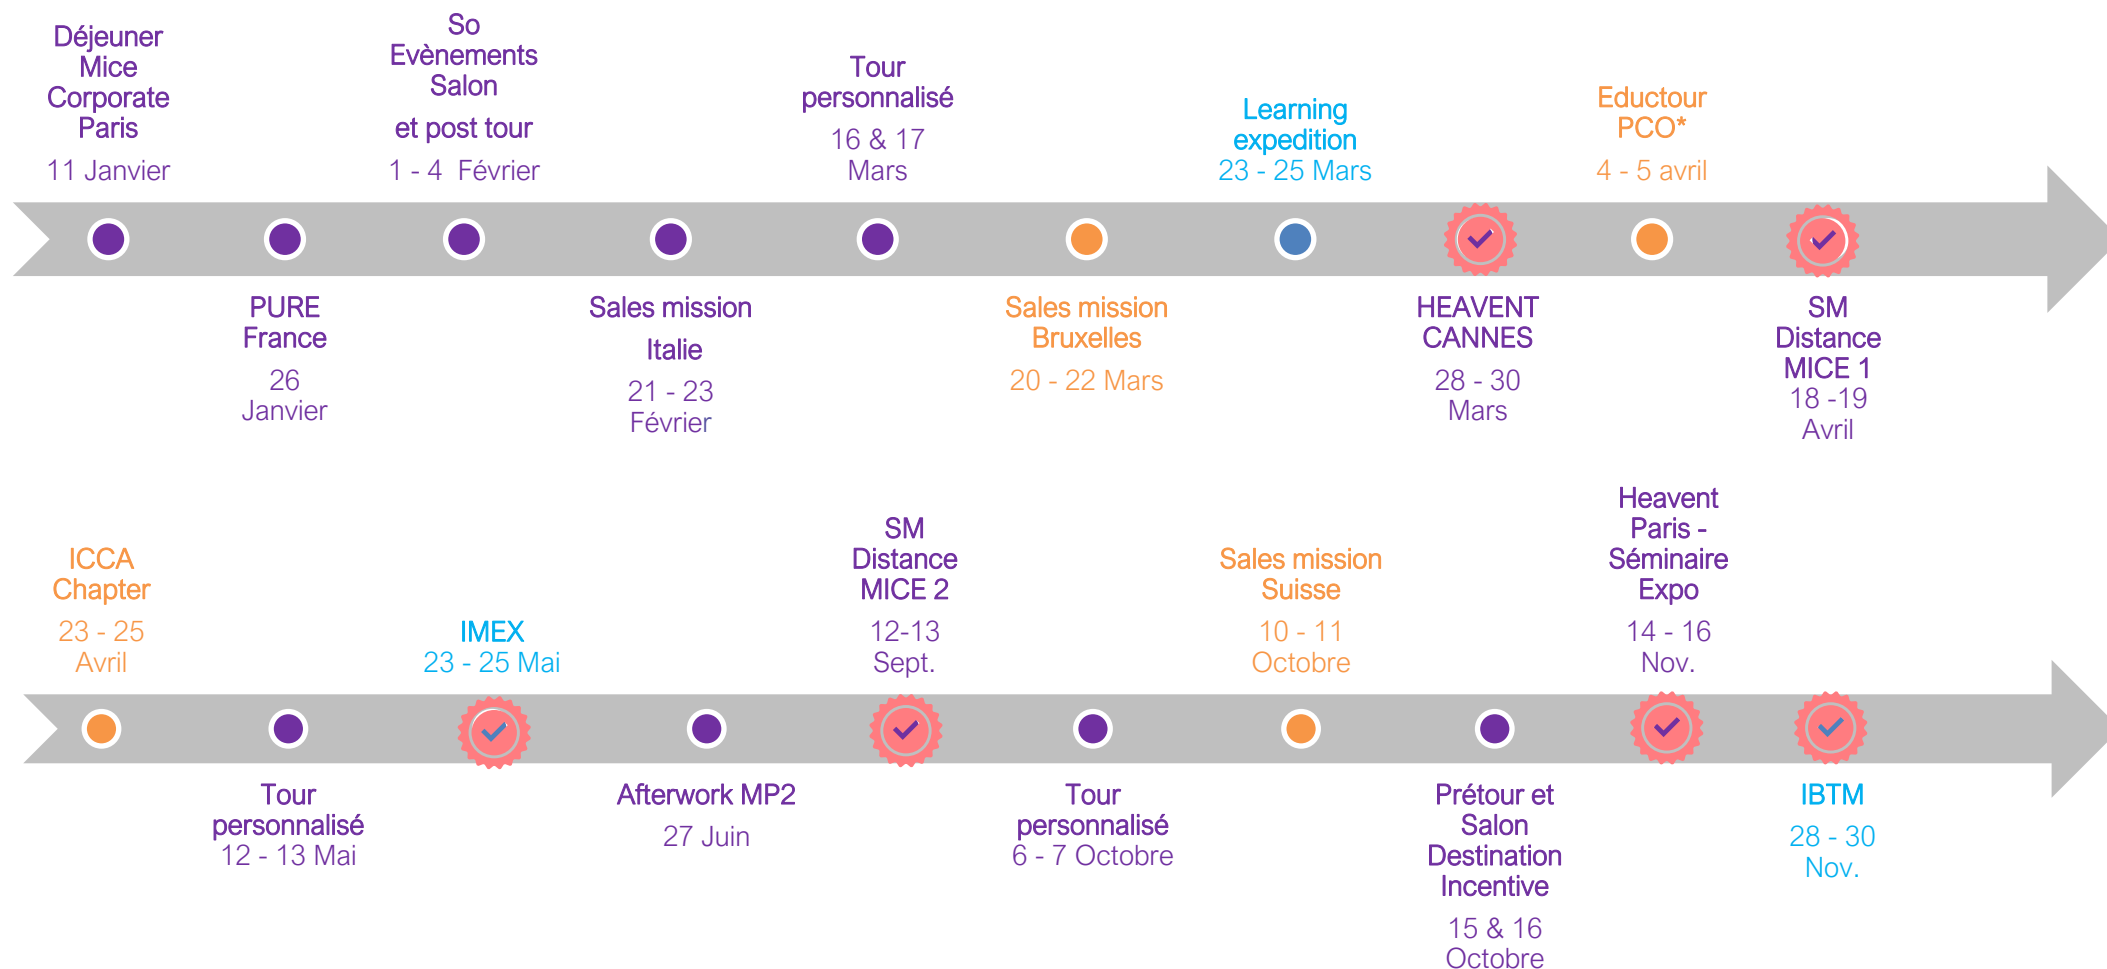 Déjeuner
Mice
Corporate
Paris
11 Janvier
So
Evènements
Salon
et post tour
1 - 4 Février
Tour
personnalisé
16 & 17
Mars
Learning
expedition
23 - 25 Mars
Eductour
PCO*
4 - 5 avril
PURE
France
26
Janvier
Sales mission
Italie
21 - 23
Février
Sales mission
Bruxelles
20 - 22 Mars
HEAVENT
CANNES
28 - 30
Mars
SM
Distance
MICE 1
18 -19
Avril
ICCA
Chapter
23 - 25
Avril
IMEX
23 - 25 Mai
SM
Distance
MICE 2
12-13
Sept.
Sales mission
Suisse
10 - 11
Octobre
Heavent
Paris -
Séminaire
Expo
14 - 16
Nov.
Tour
personnalisé
12 - 13 Mai
Afterwork MP2
27 Juin
Tour
personnalisé
6 - 7 Octobre
Prétour et
Salon
Destination
Incentive
15 & 16
Octobre
IBTM
28 - 30
Nov.